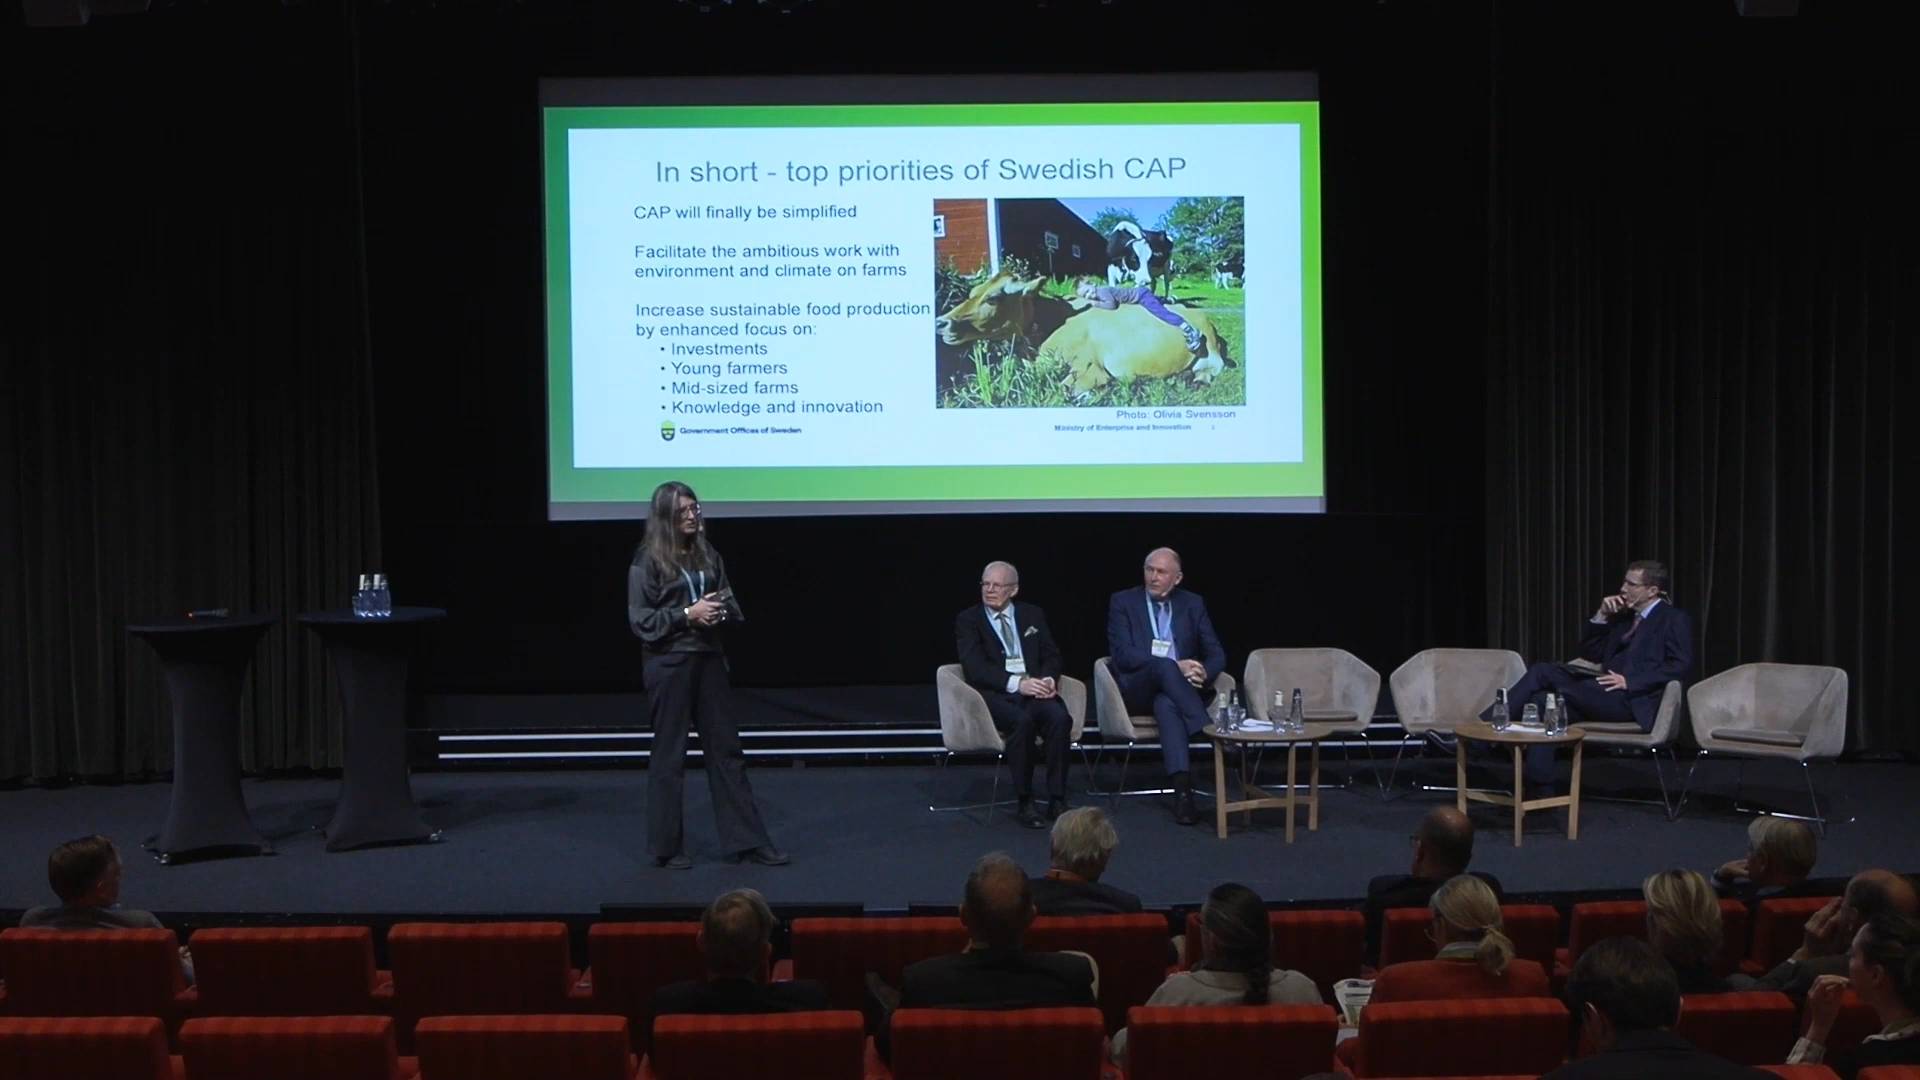 In short - top priorities of Swedish CAP
CAP will finally be simplified
Facilitate the ambitious work with
environment and climate on farms
Increase sustainable food production
by enhanced focus on:
• Investments
• Young farmers
• Mid-sized farms
• Knowledge and innovation
Photo: Olivia Svensson
Government Offices of Sweden
Ministry of Enterprise and Innovation